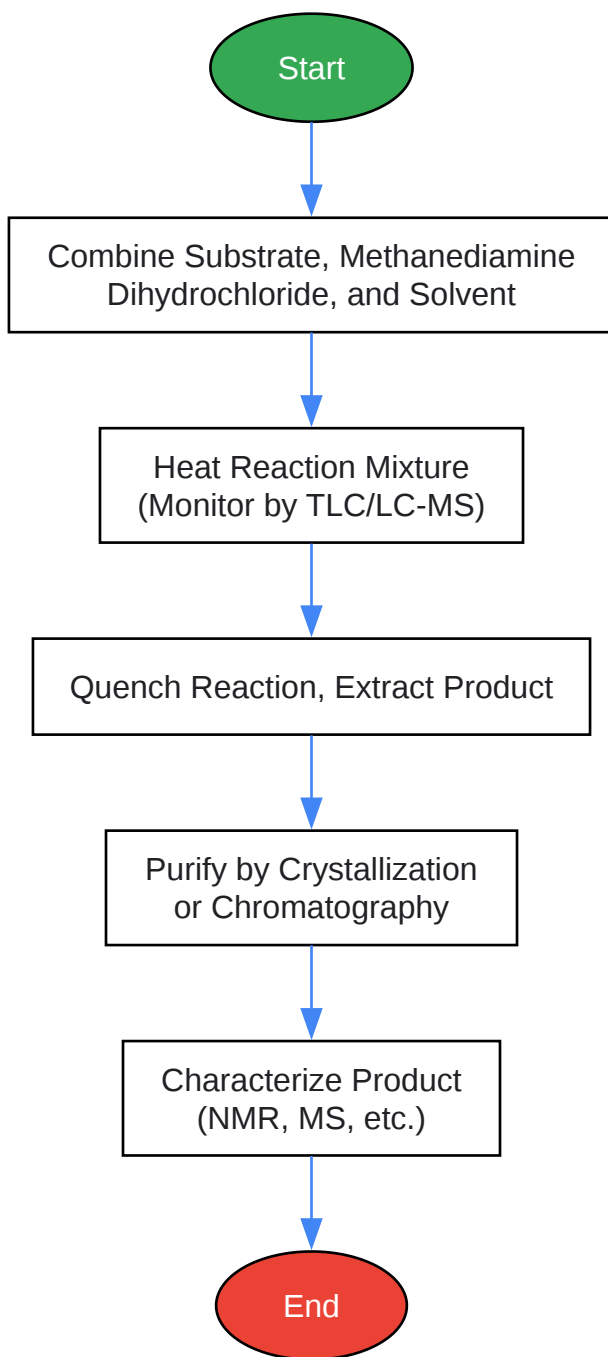 Start
Combine Substrate, Methanediamine
Dihydrochloride, and Solvent
Heat Reaction Mixture
(Monitor by TLC/LC-MS)
Quench Reaction, Extract Product
Purify by Crystallization
or Chromatography
Characterize Product
(NMR, MS, etc.)
End